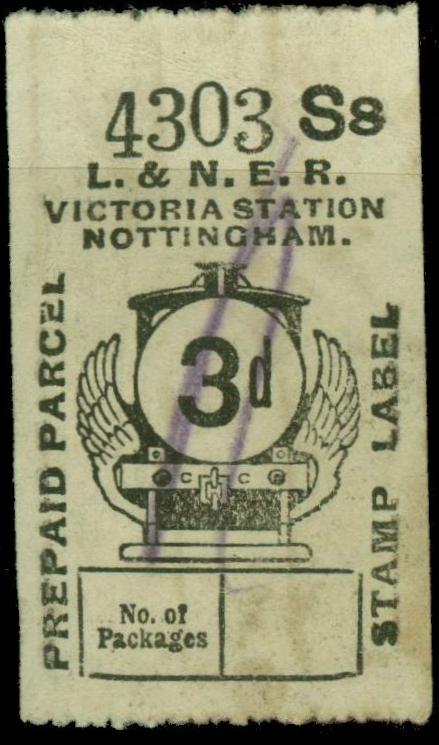 4303 S8
L. & N. E. R.
VICTORIA STATION
NOTTINGHAM.
PREPAID PARCEL
3d
C C
STAMP LABEL
No. of
Packages